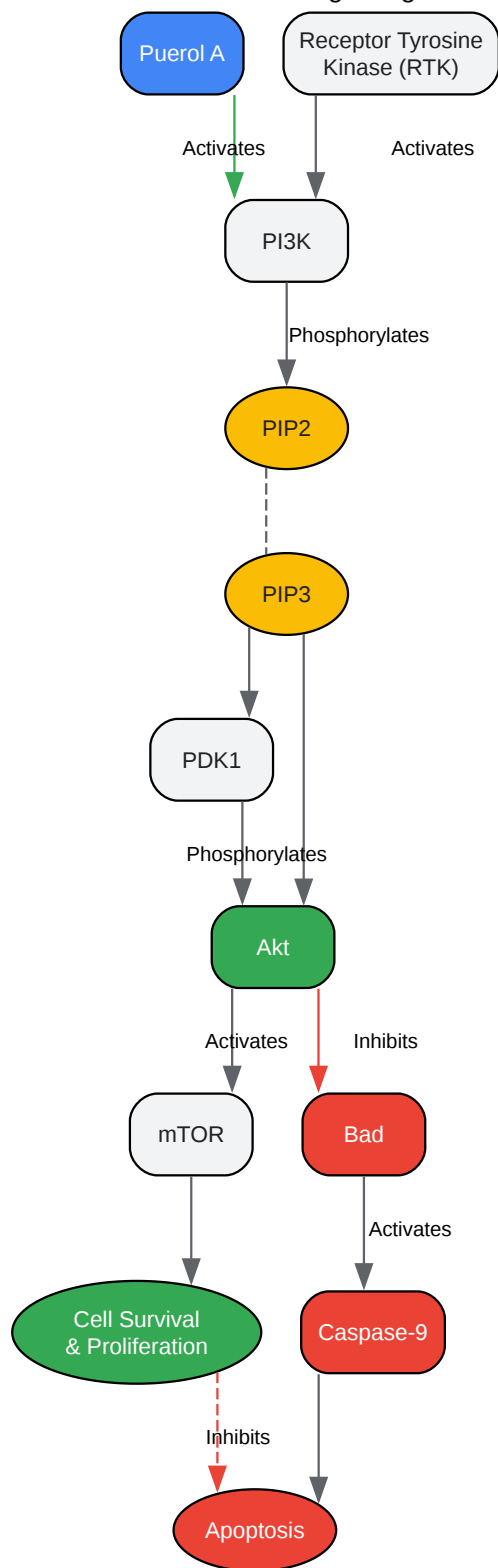 Puerol A
Receptor Tyrosine
Kinase (RTK)
Activates
Activates
PI3K
Phosphorylates
PIP2
PIP3
PDK1
Phosphorylates
Akt
Activates
Inhibits
mTOR
Bad
Activates
Cell Survival
& Proliferation
Caspase-9
Inhibits
Apoptosis